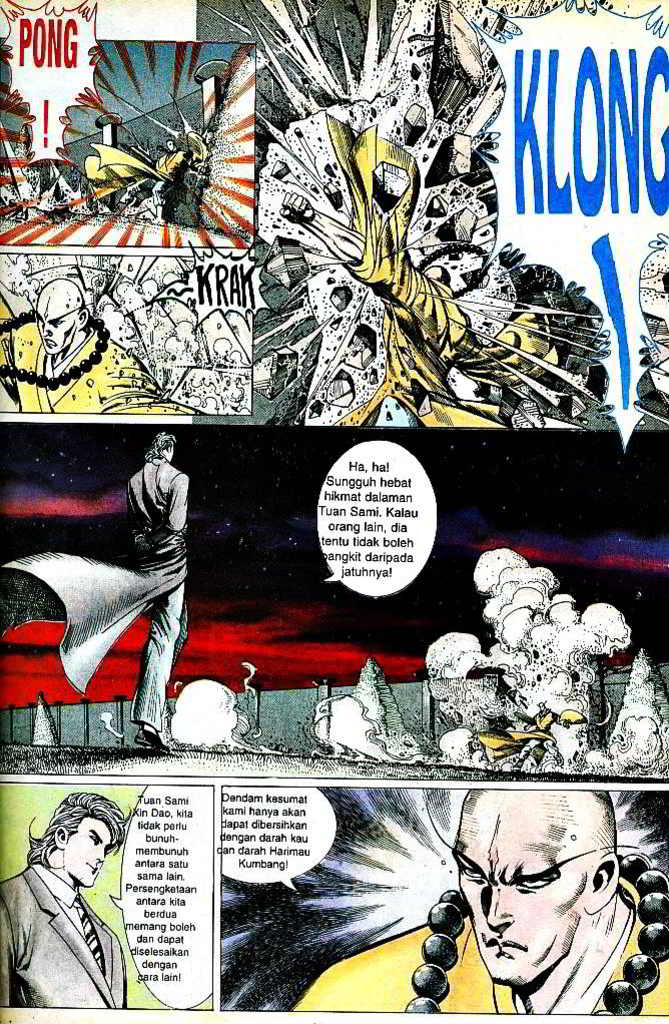 PONG
!
KLONG
!
KRAK
Ha, ha!
Sungguh hebat
hikmat dalaman
Tuan Sami. Kalau
orang lain, dia
tentu tidak boleh
bangkit daripada
jatuhnya!
Tuan Sami
Xin Dao, kita
tidak perlu
bunuh-
membunuh
antara satu
sama lain.
Persengketaan
antara kita
berdua
memang boleh
dan dapat
diselesaikan
dengan
cara lain!
Dendam kesumat
kami hanya akan
dapat dibersihkan
dengan darah kau
dan darah Harimau
Kumbang!